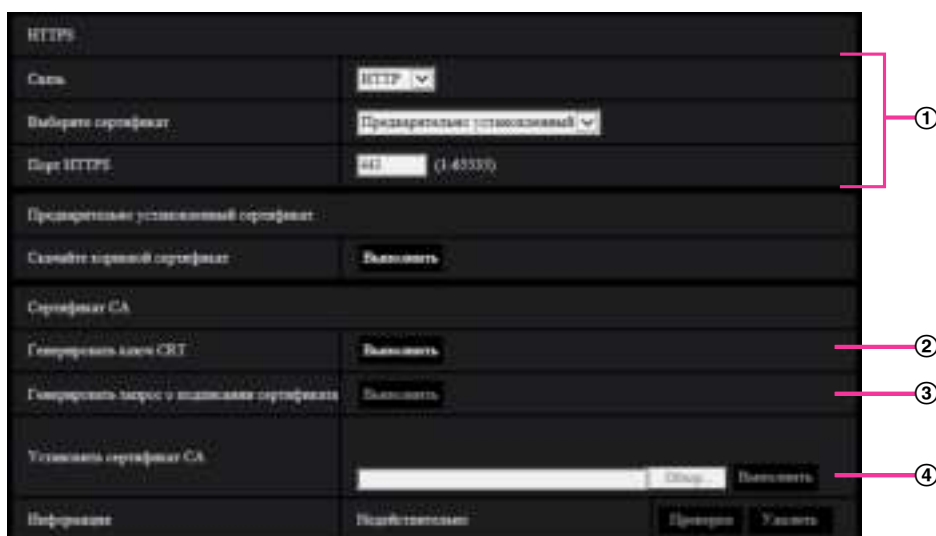 HTTPS
Связь HTTP
Выберите сертификат Предварительно установленный
Порт HTTPS 443 (1-65535)
①
Предварительно установленный сертификат
Скачайте корневой сертификат Выполнить
Сертификат CA
Генерировать ключ CRT Выполнить
②
Генерировать запрос о подписании сертификата Выполнить
③
Установить сертификат CA Обзор... Выполнить
④
Информация Недействительно Проверка Удалить